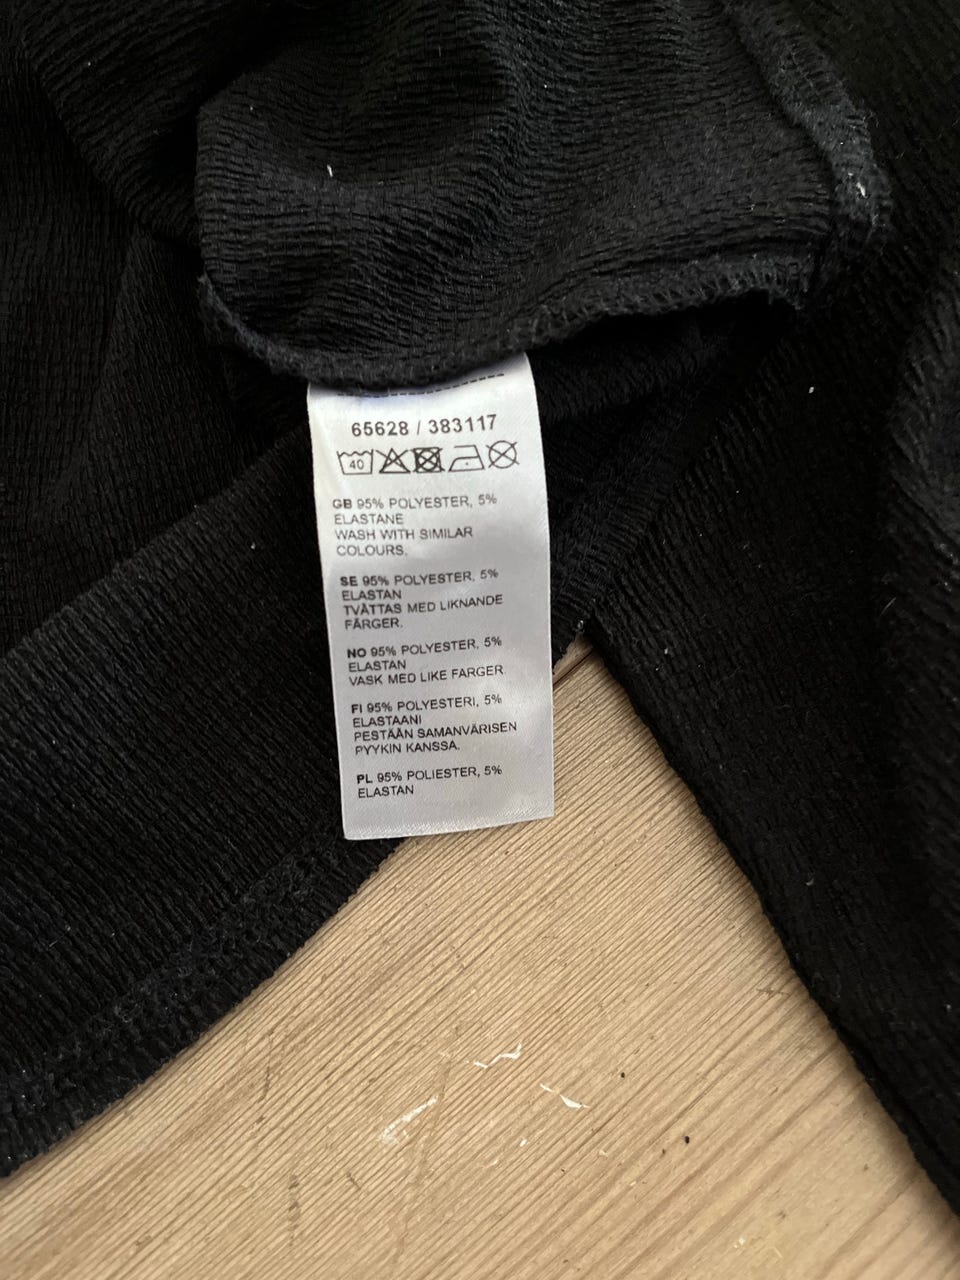 65628 / 383117
40
GB 95% POLYESTER, 5%
ELASTANE
WASH WITH SIMILAR
COLOURS.
SE 95% POLYESTER, 5%
ELASTAN
TVÄTTAS MED LIKNANDE
FÄRGER.
NO 95% POLYESTER, 5%
ELASTAN
VASK MED LIKE FARGER
FI 95% POLYESTERI, 5%
ELASTAANI
PESTÄÄN SAMANVÄRISEN
PYYKIN KANSSA.
PL 95% POLIESTER, 5%
ELASTAN